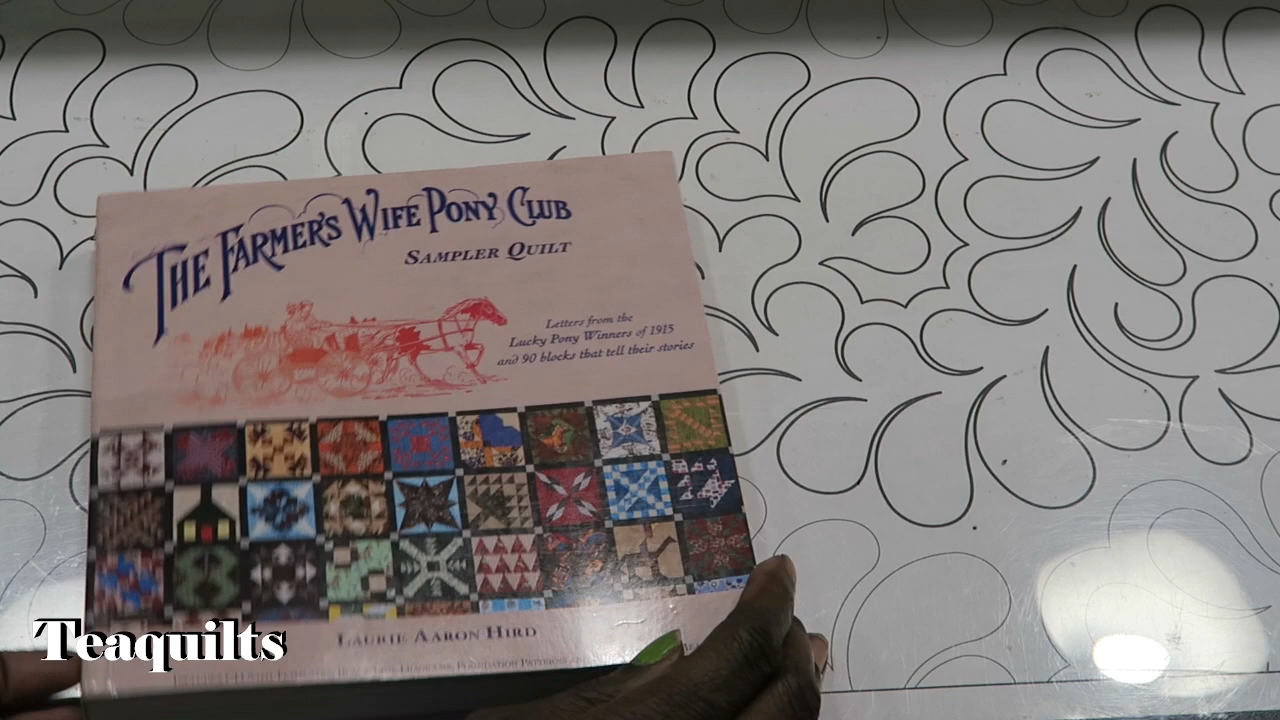 The Farmer's Wife Pony Club
Sampler Quilt
Letters from the
Lucky Pony Winners of 1915
and 90 blocks that tell their stories
Laurie Aaron Hird
Teaquilts